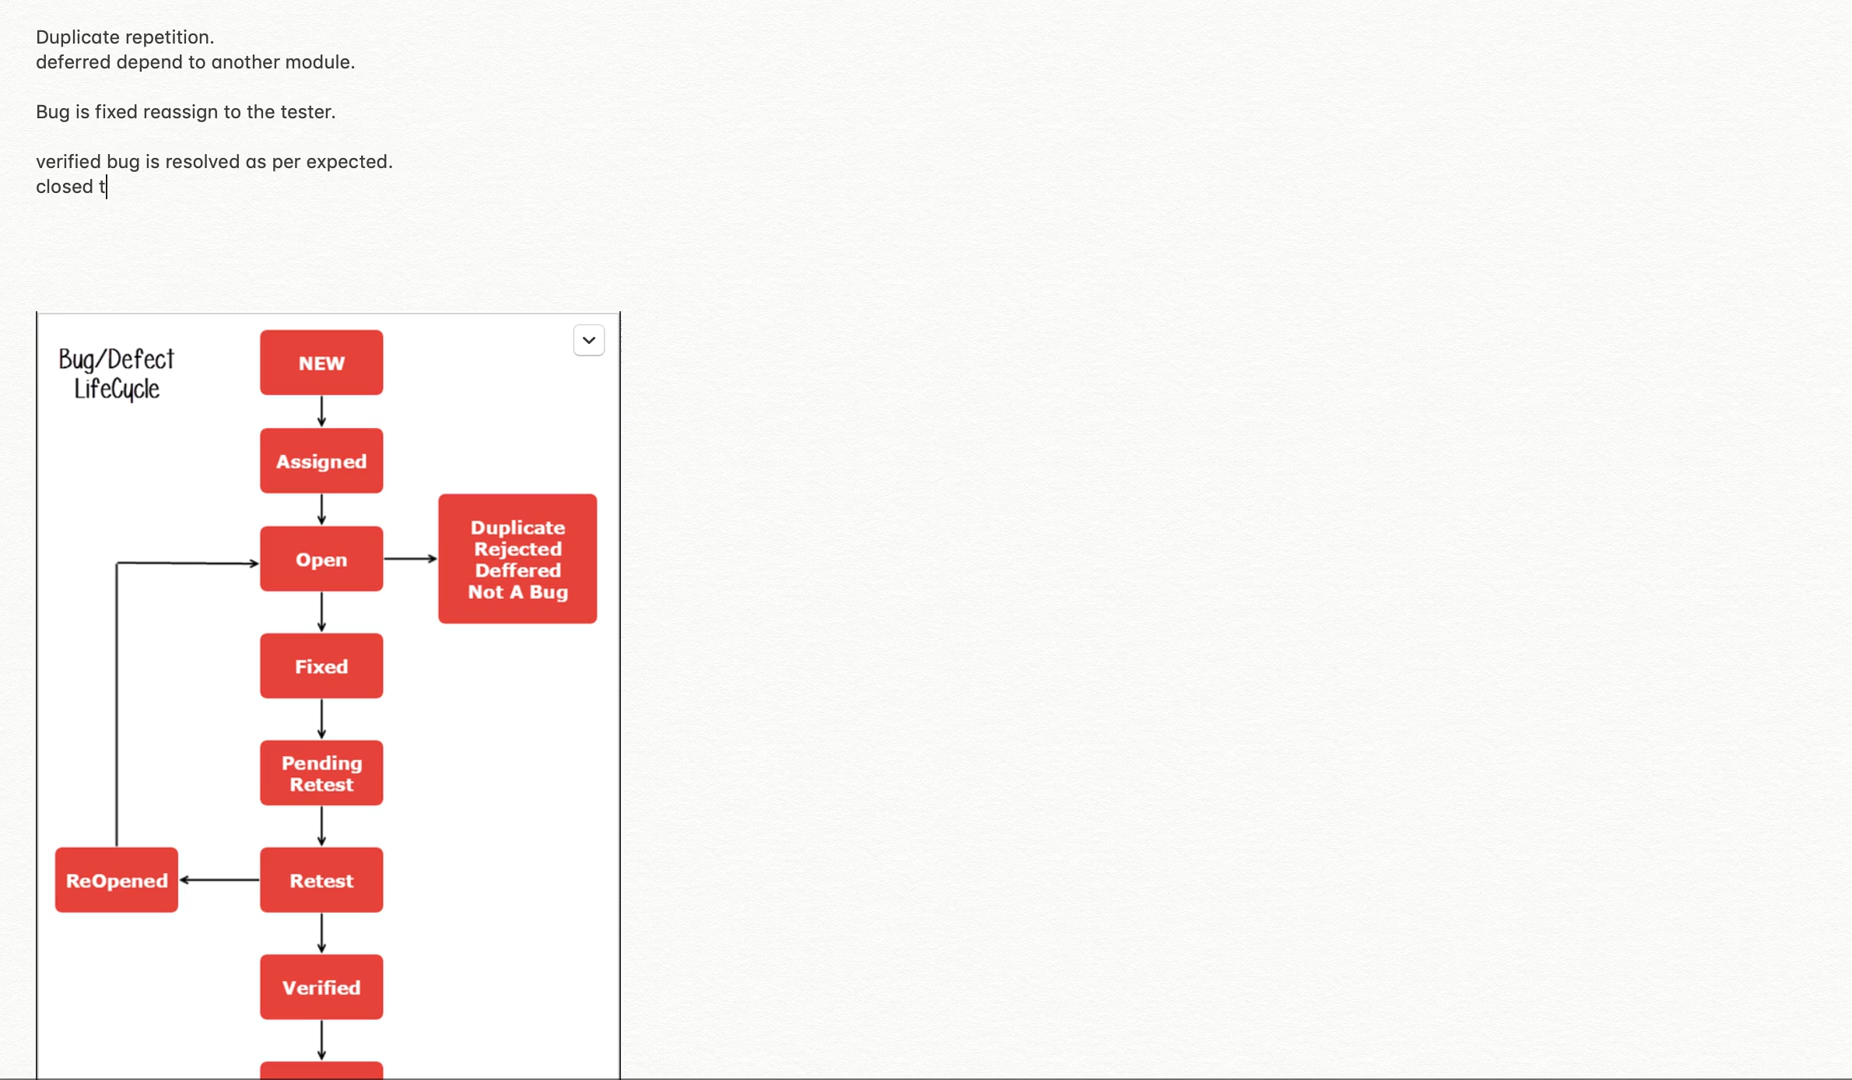 Duplicate repetition.
deferred depend to another module.
Bug is fixed reassign to the tester.
verified bug is resolved as per expected.
closed t
Bug/Defect
LifeCycle
NEW
Assigned
Open
Duplicate
Rejected
Deffered
Not A Bug
Fixed
Pending
Retest
ReOpened
Retest
Verified